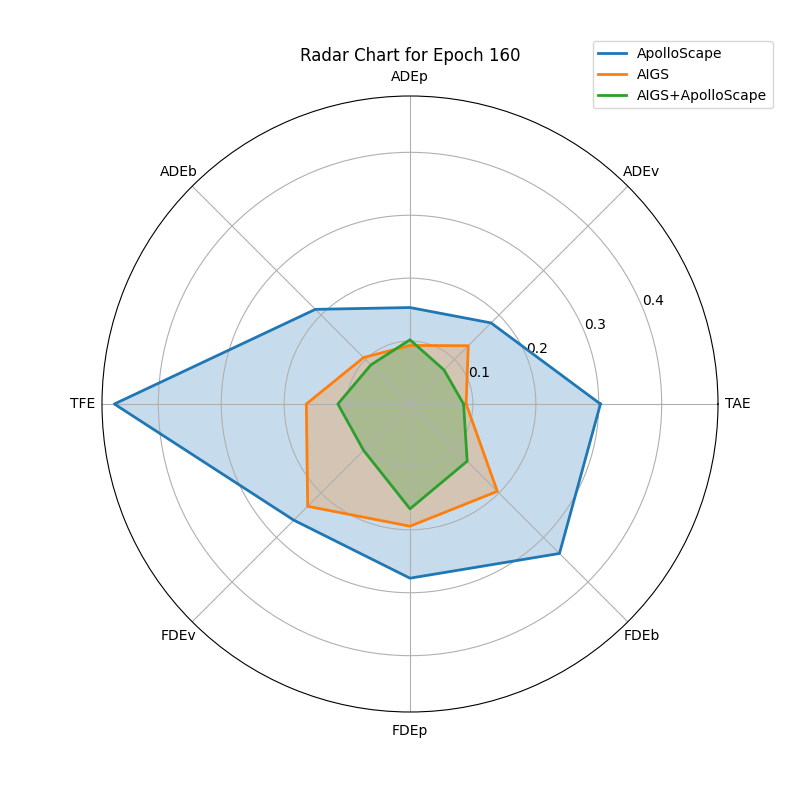 Radar Chart for Epoch 160
ApolloScape
AIGS
AIGS+ApolloScape
ADEp
ADEb
ADEv
0.4
0.3
0.2
0.1
TFE
TAE
FDEv
FDEb
FDEp